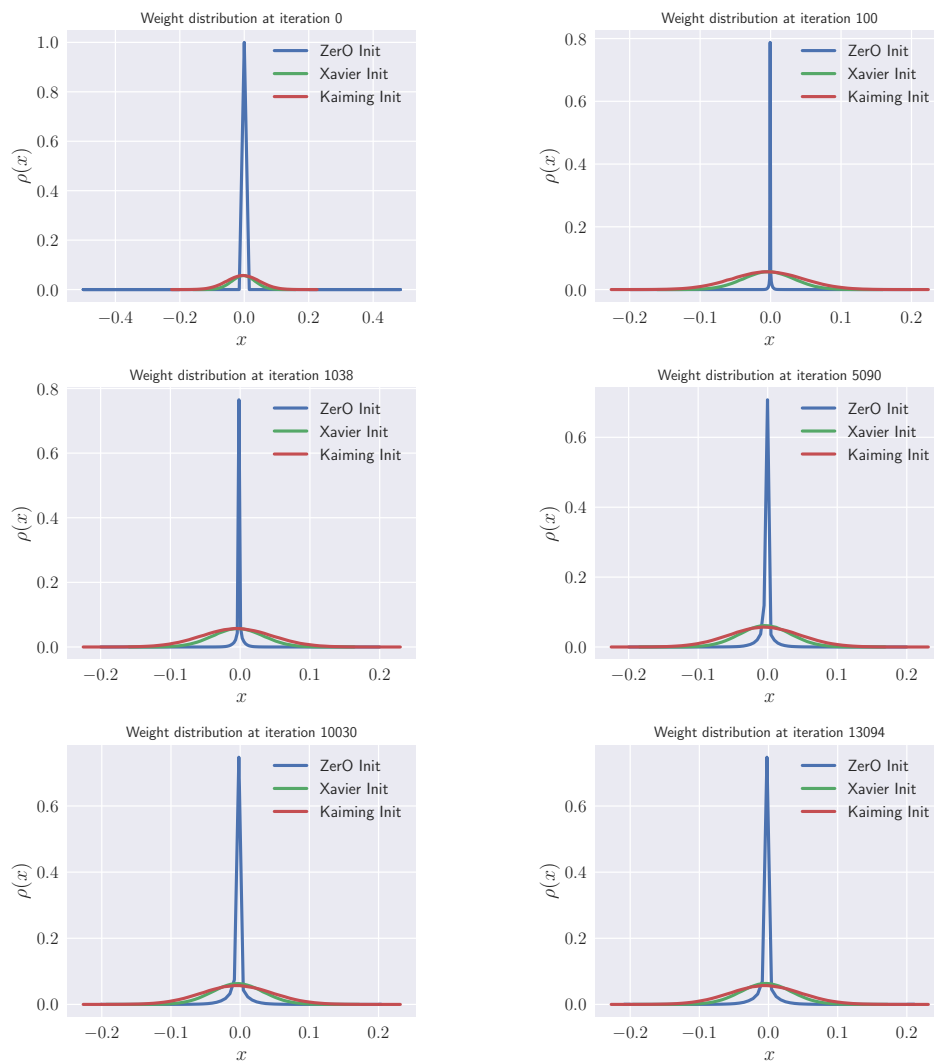 Weight distribution at iteration 0
1.0
0.8
0.6
0.4
0.2
0.0
ρ(x)
−0.4 −0.2 0.0 0.2 0.4
x
ZerO Init
Xavier Init
Kaiming Init
Weight distribution at iteration 100
0.8
0.6
0.4
0.2
0.0
ρ(x)
−0.2 −0.1 0.0 0.1 0.2
x
ZerO Init
Xavier Init
Kaiming Init
Weight distribution at iteration 1038
0.8
0.6
0.4
0.2
0.0
ρ(x)
−0.2 −0.1 0.0 0.1 0.2
x
ZerO Init
Xavier Init
Kaiming Init
Weight distribution at iteration 5090
0.6
0.4
0.2
0.0
ρ(x)
−0.2 −0.1 0.0 0.1 0.2
x
ZerO Init
Xavier Init
Kaiming Init
Weight distribution at iteration 10030
0.6
0.4
0.2
0.0
ρ(x)
−0.2 −0.1 0.0 0.1 0.2
x
ZerO Init
Xavier Init
Kaiming Init
Weight distribution at iteration 13094
0.6
0.4
0.2
0.0
ρ(x)
−0.2 −0.1 0.0 0.1 0.2
x
ZerO Init
Xavier Init
Kaiming Init